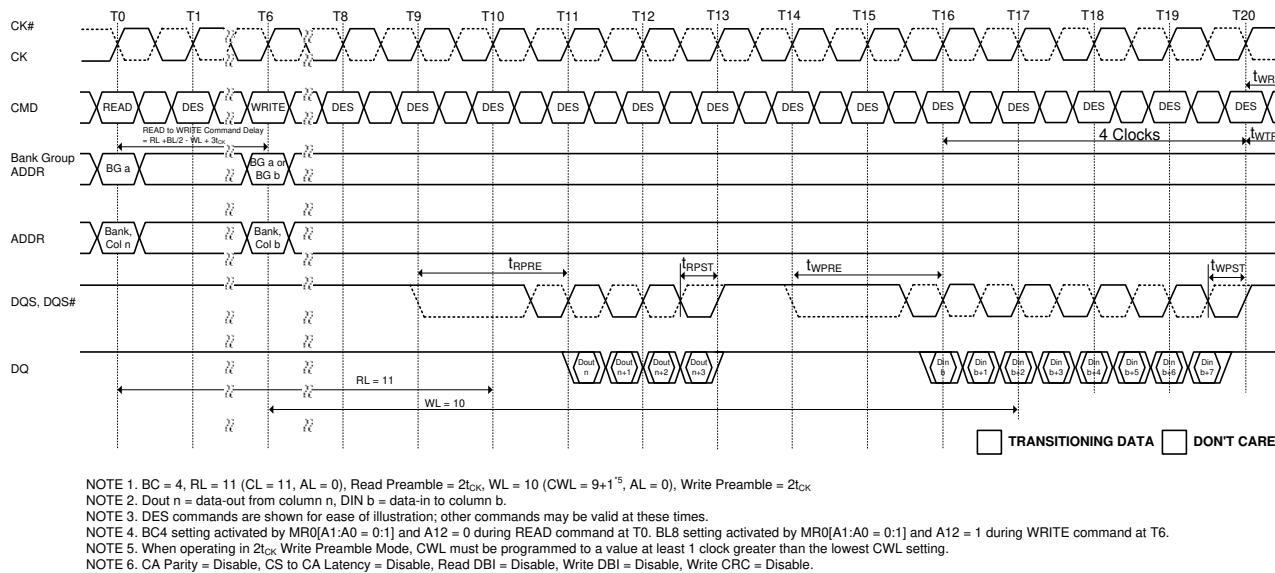 T0 T1 T6 T8 T9 T10 T11 T12 T13 T14 T15 T16 T17 T18 T19 T20
CK#
CK
tWR
CMD READ DES WRITE DES DES DES DES DES DES DES DES DES DES DES DES DES
READ to WRITE Command Delay
= RL +BL/2 - WL + 3tCK
4 Clocks tWTR
Bank Group
ADDR
BG a
BG a or
BG b
ADDR
Bank,
Col n
Bank,
Col b
tRPRE tRPST tWPRE tWPST
DQS, DQS#
DQ
Dout
n
Dout
n+1
Dout
n+2
Dout
n+3
Din
b
Din
b+1
Din
b+2
Din
b+3
Din
b+4
Din
b+5
Din
b+6
Din
b+7
RL = 11
WL = 10
TRANSITIONING DATA DON'T CARE
NOTE 1. BC = 4, RL = 11 (CL = 11, AL = 0), Read Preamble = 2tCK, WL = 10 (CWL = 9+1*5, AL = 0), Write Preamble = 2tCK
NOTE 2. Dout n = data-out from column n, DIN b = data-in to column b.
NOTE 3. DES commands are shown for ease of illustration; other commands may be valid at these times.
NOTE 4. BC4 setting activated by MR0[A1:A0 = 0:1] and A12 = 0 during READ command at T0. BL8 setting activated by MR0[A1:A0 = 0:1] and A12 = 1 during WRITE command at T6.
NOTE 5. When operating in 2tCK Write Preamble Mode, CWL must be programmed to a value at least 1 clock greater than the lowest CWL setting.
NOTE 6. CA Parity = Disable, CS to CA Latency = Disable, Read DBI = Disable, Write DBI = Disable, Write CRC = Disable.